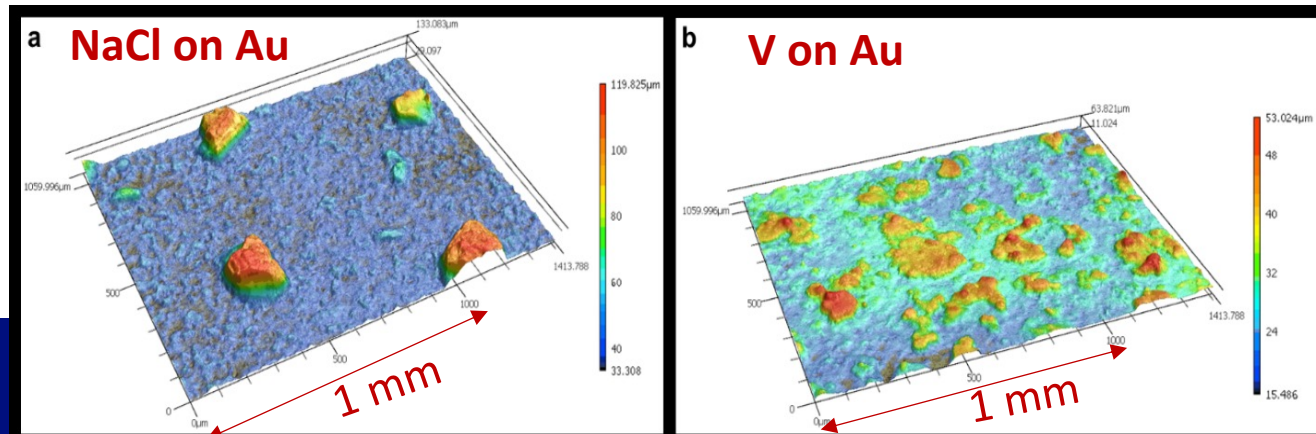 a
NaCl on Au
133.083µm
29.097
119.825µm
100
80
60
40
33.308
1059.996µm
500
0
0µm
500
1000
1413.788
1 mm
b
V on Au
63.821µm
11.024
53.024µm
48
40
32
24
15.486
1059.996µm
500
0
0µm
500
1000
1413.788
1 mm